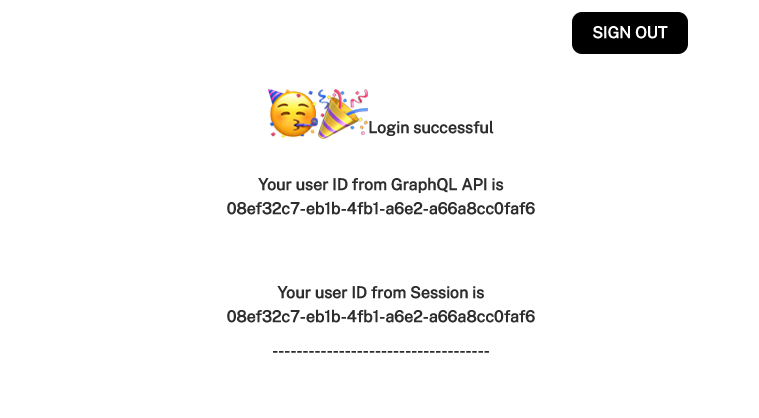 SIGN OUT
🥳🎉Login successful
Your user ID from GraphQL API is
08ef32c7-eb1b-4fb1-a6e2-a66a8cc0faf6
Your user ID from Session is
08ef32c7-eb1b-4fb1-a6e2-a66a8cc0faf6
------------------------------------